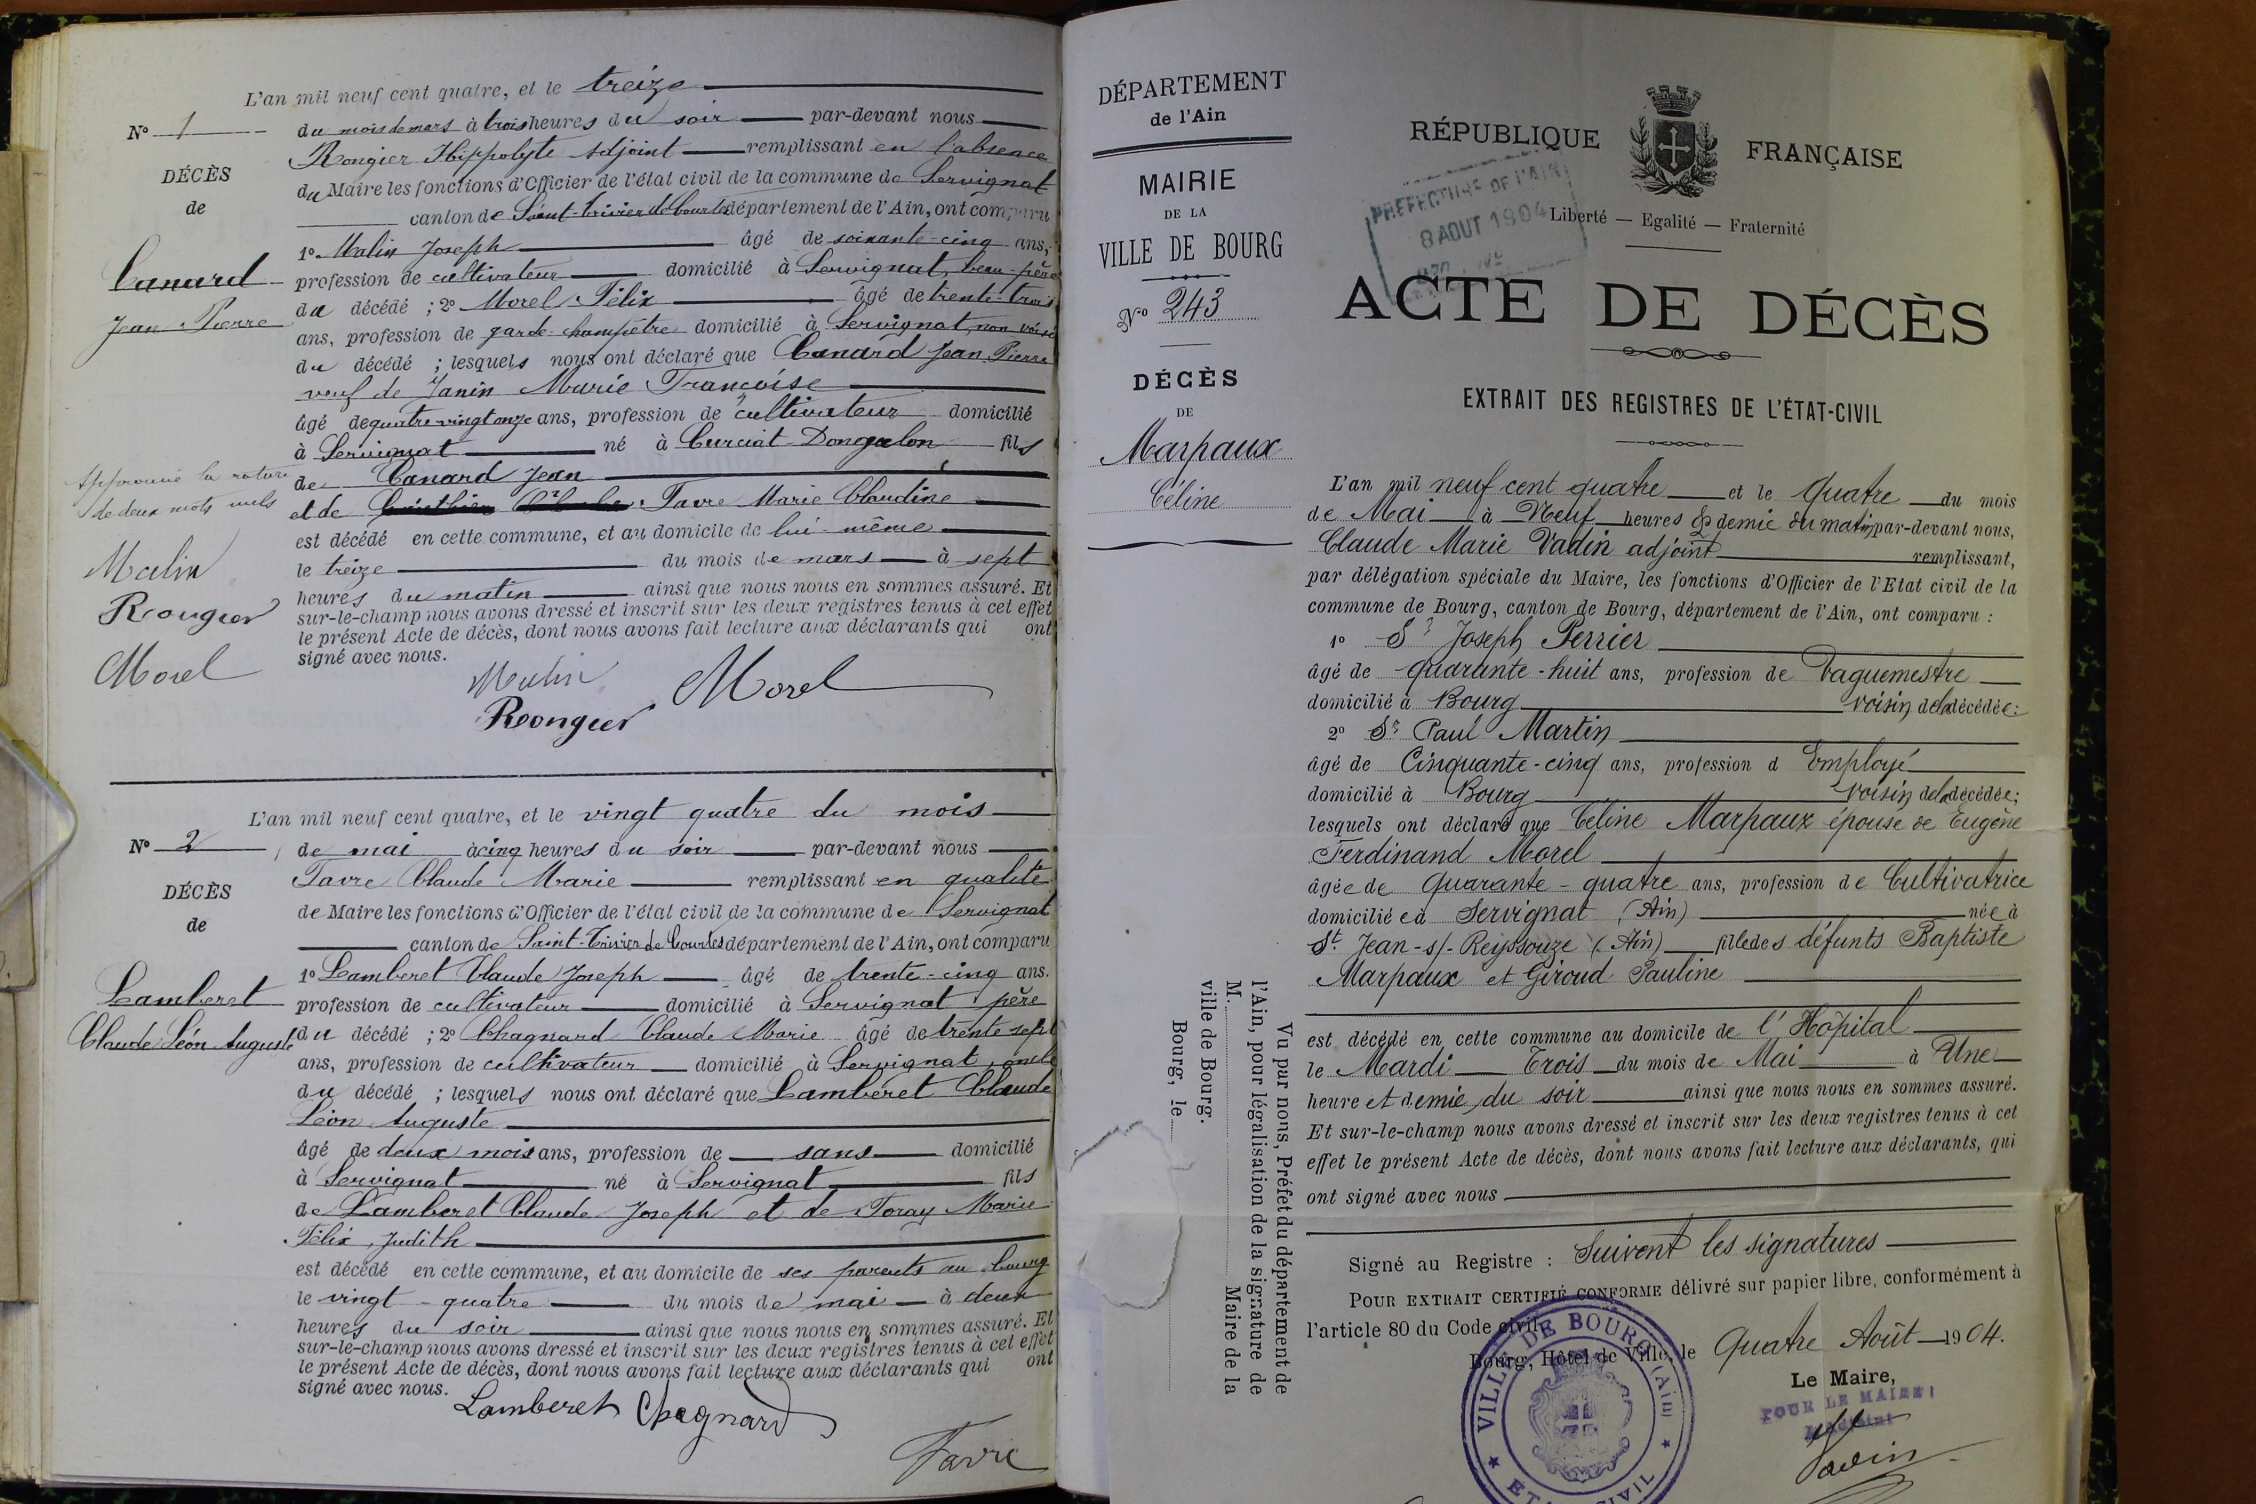 L'an mil neuf cent quatre, et le treize
N° 1
du mois de mars à trois heures du soir par-devant nous
Rongier Hippolyte adjoint remplissant en l'absence
DÉCÈS
de
du Maire les fonctions d'Officier de l'état civil de la commune de Servignat
canton de Saint-Trivier de Courtes département de l'Ain, ont comparu
1° Malin Joseph âgé de soixante-cinq ans,
Canard
Jean Pierre
profession de cultivateur domicilié à Servignat, beau-père
du décédé ; 2° Morel Félix âgé de trente-trois
ans, profession de garde-champêtre domicilié à Servignat, non voisin
du décédé ; lesquels nous ont déclaré que Canard Jean Pierre
veuf de Janin Marie Françoise
âgé de quatre vingt onze ans, profession de cultivateur domicilié
à Servignat né à Curciat-Dongalon fils
Approuvé la rature
de deux mots nuls
de Canard Jean
et de Favre Marie Claudine
est décédé en cette commune, et au domicile de lui-même
le treize du mois de mars à sept
heures du matin ainsi que nous nous en sommes assuré. Et
sur-le-champ nous avons dressé et inscrit sur les deux registres tenus à cet effet
le présent Acte de décès, dont nous avons fait lecture aux déclarants qui ont
signé avec nous.
Malin
Rongier
Morel
Malin Morel
Rongier
L'an mil neuf cent quatre, et le vingt quatre du mois
N° 2
de mai à cinq heures du soir par-devant nous
Favre Claude Marie remplissant en qualité
DÉCÈS
de
de Maire les fonctions d'Officier de l'état civil de la commune de Servignat
canton de Saint-Trivier de Courtes département de l'Ain, ont comparu
1° Lamberet Claude Joseph âgé de trente-cinq ans.
Lamberet
Claude Léon Auguste
profession de cultivateur domicilié à Servignat père
du décédé ; 2° Chagnard Claude Marie âgé de trente sept
ans, profession de cultivateur domicilié à Servignat, oncle
du décédé ; lesquels nous ont déclaré que Lamberet Claude
Léon Auguste
âgé de deux mois ans, profession de sans domicilié
à Servignat né à Servignat fils
de Lamberet Claude Joseph et de Foray Marie
Félix Judith
est décédé en cette commune, et au domicile de ses parents au bourg
le vingt-quatre du mois de mai à deux
heures du soir ainsi que nous nous en sommes assuré. Et
sur-le-champ nous avons dressé et inscrit sur les deux registres tenus à cet effet
le présent Acte de décès, dont nous avons fait lecture aux déclarants qui ont
signé avec nous.
Lamberet Chagnard
Favre
DÉPARTEMENT
de l'Ain
MAIRIE
DE LA
VILLE DE BOURG
N° 243
DÉCÈS
DE
Marpaux
Céline
Vu par nous, Préfet du département de
l'Ain, pour légalisation de la signature de
M. Maire de la
ville de Bourg.
Bourg, le
RÉPUBLIQUE FRANÇAISE
PREFECTURE DE L'AIN
8 AOUT 1904
Liberté — Egalité — Fraternité
ACTE DE DÉCÈS
EXTRAIT DES REGISTRES DE L'ÉTAT-CIVIL
L'an mil neuf cent quatre et le Quatre du mois
de Mai à Neuf heures & demie du matin, par-devant nous,
Claude Marie Vadin adjoint remplissant,
par délégation spéciale du Maire, les fonctions d'Officier de l'Etat civil de la
commune de Bourg, canton de Bourg, département de l'Ain, ont comparu :
1° Sr Joseph Perrier
âgé de quarante-huit ans, profession de Vaguemestre
domicilié à Bourg voisin de la décédée ;
2° Sr Paul Martin
âgé de Cinquante-cinq ans, profession d Employé
domicilié à Bourg voisin de la décédée ;
lesquels ont déclaré que Céline Marpaux épouse de Eugène
Ferdinand Morel
âgée de Quarante-quatre ans, profession de Cultivatrice
domiciliée à Servignat (Ain) née à
St Jean-s/-Reyssouze (Ain) fille des défunts Baptiste
Marpaux et Giroud Pauline
est décédé en cette commune au domicile de l'Hôpital
le Mardi Trois du mois de Mai à Une
heure et demie du soir ainsi que nous nous en sommes assuré.
Et sur-le-champ nous avons dressé et inscrit sur les deux registres tenus à cet
effet le présent Acte de décès, dont nous avons fait lecture aux déclarants, qui
ont signé avec nous
Signé au Registre : Suivent les signatures
POUR EXTRAIT CERTIFIÉ CONFORME délivré sur papier libre, conformément à
l'article 80 du Code civil.
Bourg, Hôtel de Ville, le Quatre Août 1904.
Le Maire,
POUR LE MAIRE
L'Adjoint
Vadin
VILLE DE BOURG (Ain)
ÉTAT CIVIL